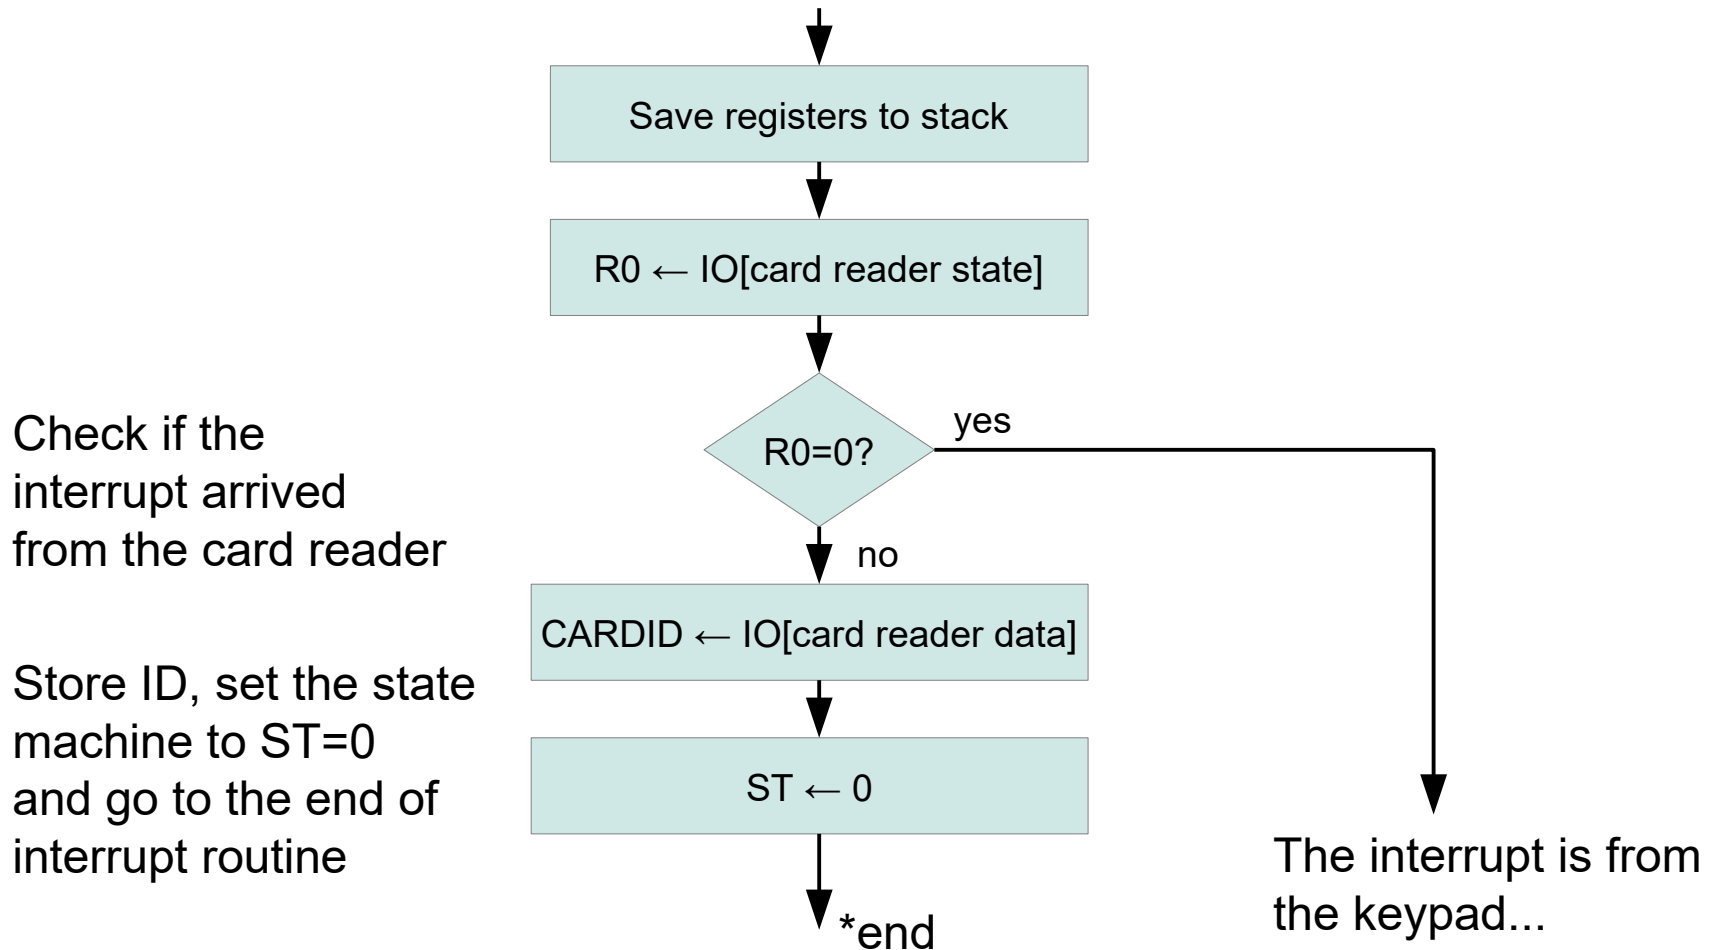 Save registers to stack
R0 ← IO[card reader state]
Check if the
interrupt arrived
from the card reader
R0=0?
yes
no
CARDID ← IO[card reader data]
Store ID, set the state
machine to ST=0
and go to the end of
interrupt routine
ST ← 0
*end
The interrupt is from
the keypad...